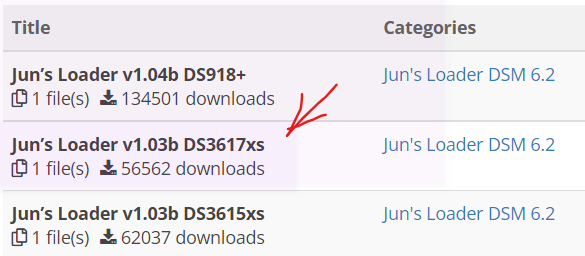 Title Categories
Jun’s Loader v1.04b DS918+ Jun's Loader DSM 6.2
1 file(s) 134501 downloads
Jun’s Loader v1.03b DS3617xs Jun's Loader DSM 6.2
1 file(s) 56562 downloads
Jun’s Loader v1.03b DS3615xs Jun's Loader DSM 6.2
1 file(s) 62037 downloads